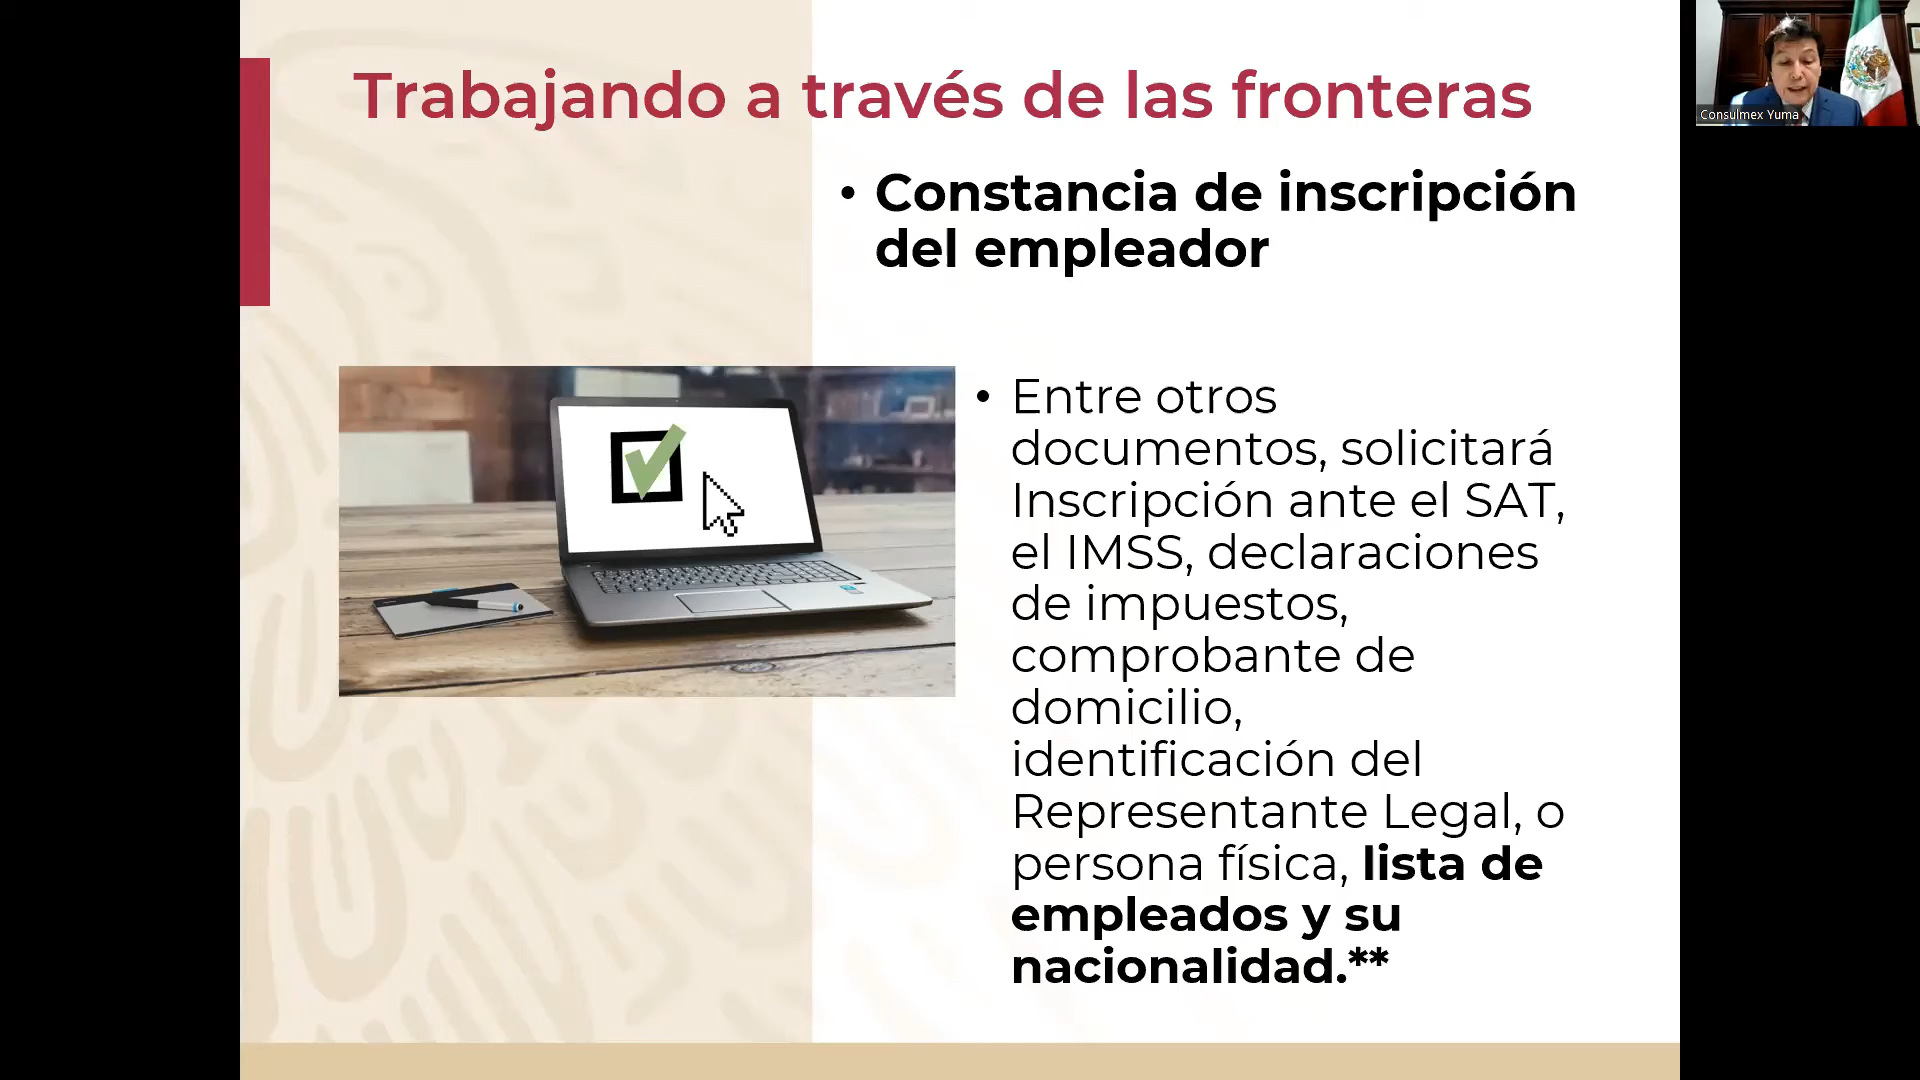 Trabajando a través de las fronteras
• Constancia de inscripción
del empleador
• Entre otros
documentos, solicitará
Inscripción ante el SAT,
el IMSS, declaraciones
de impuestos,
comprobante de
domicilio,
identificación del
Representante Legal, o
persona física, lista de
empleados y su
nacionalidad.**
Consulmex Yuma